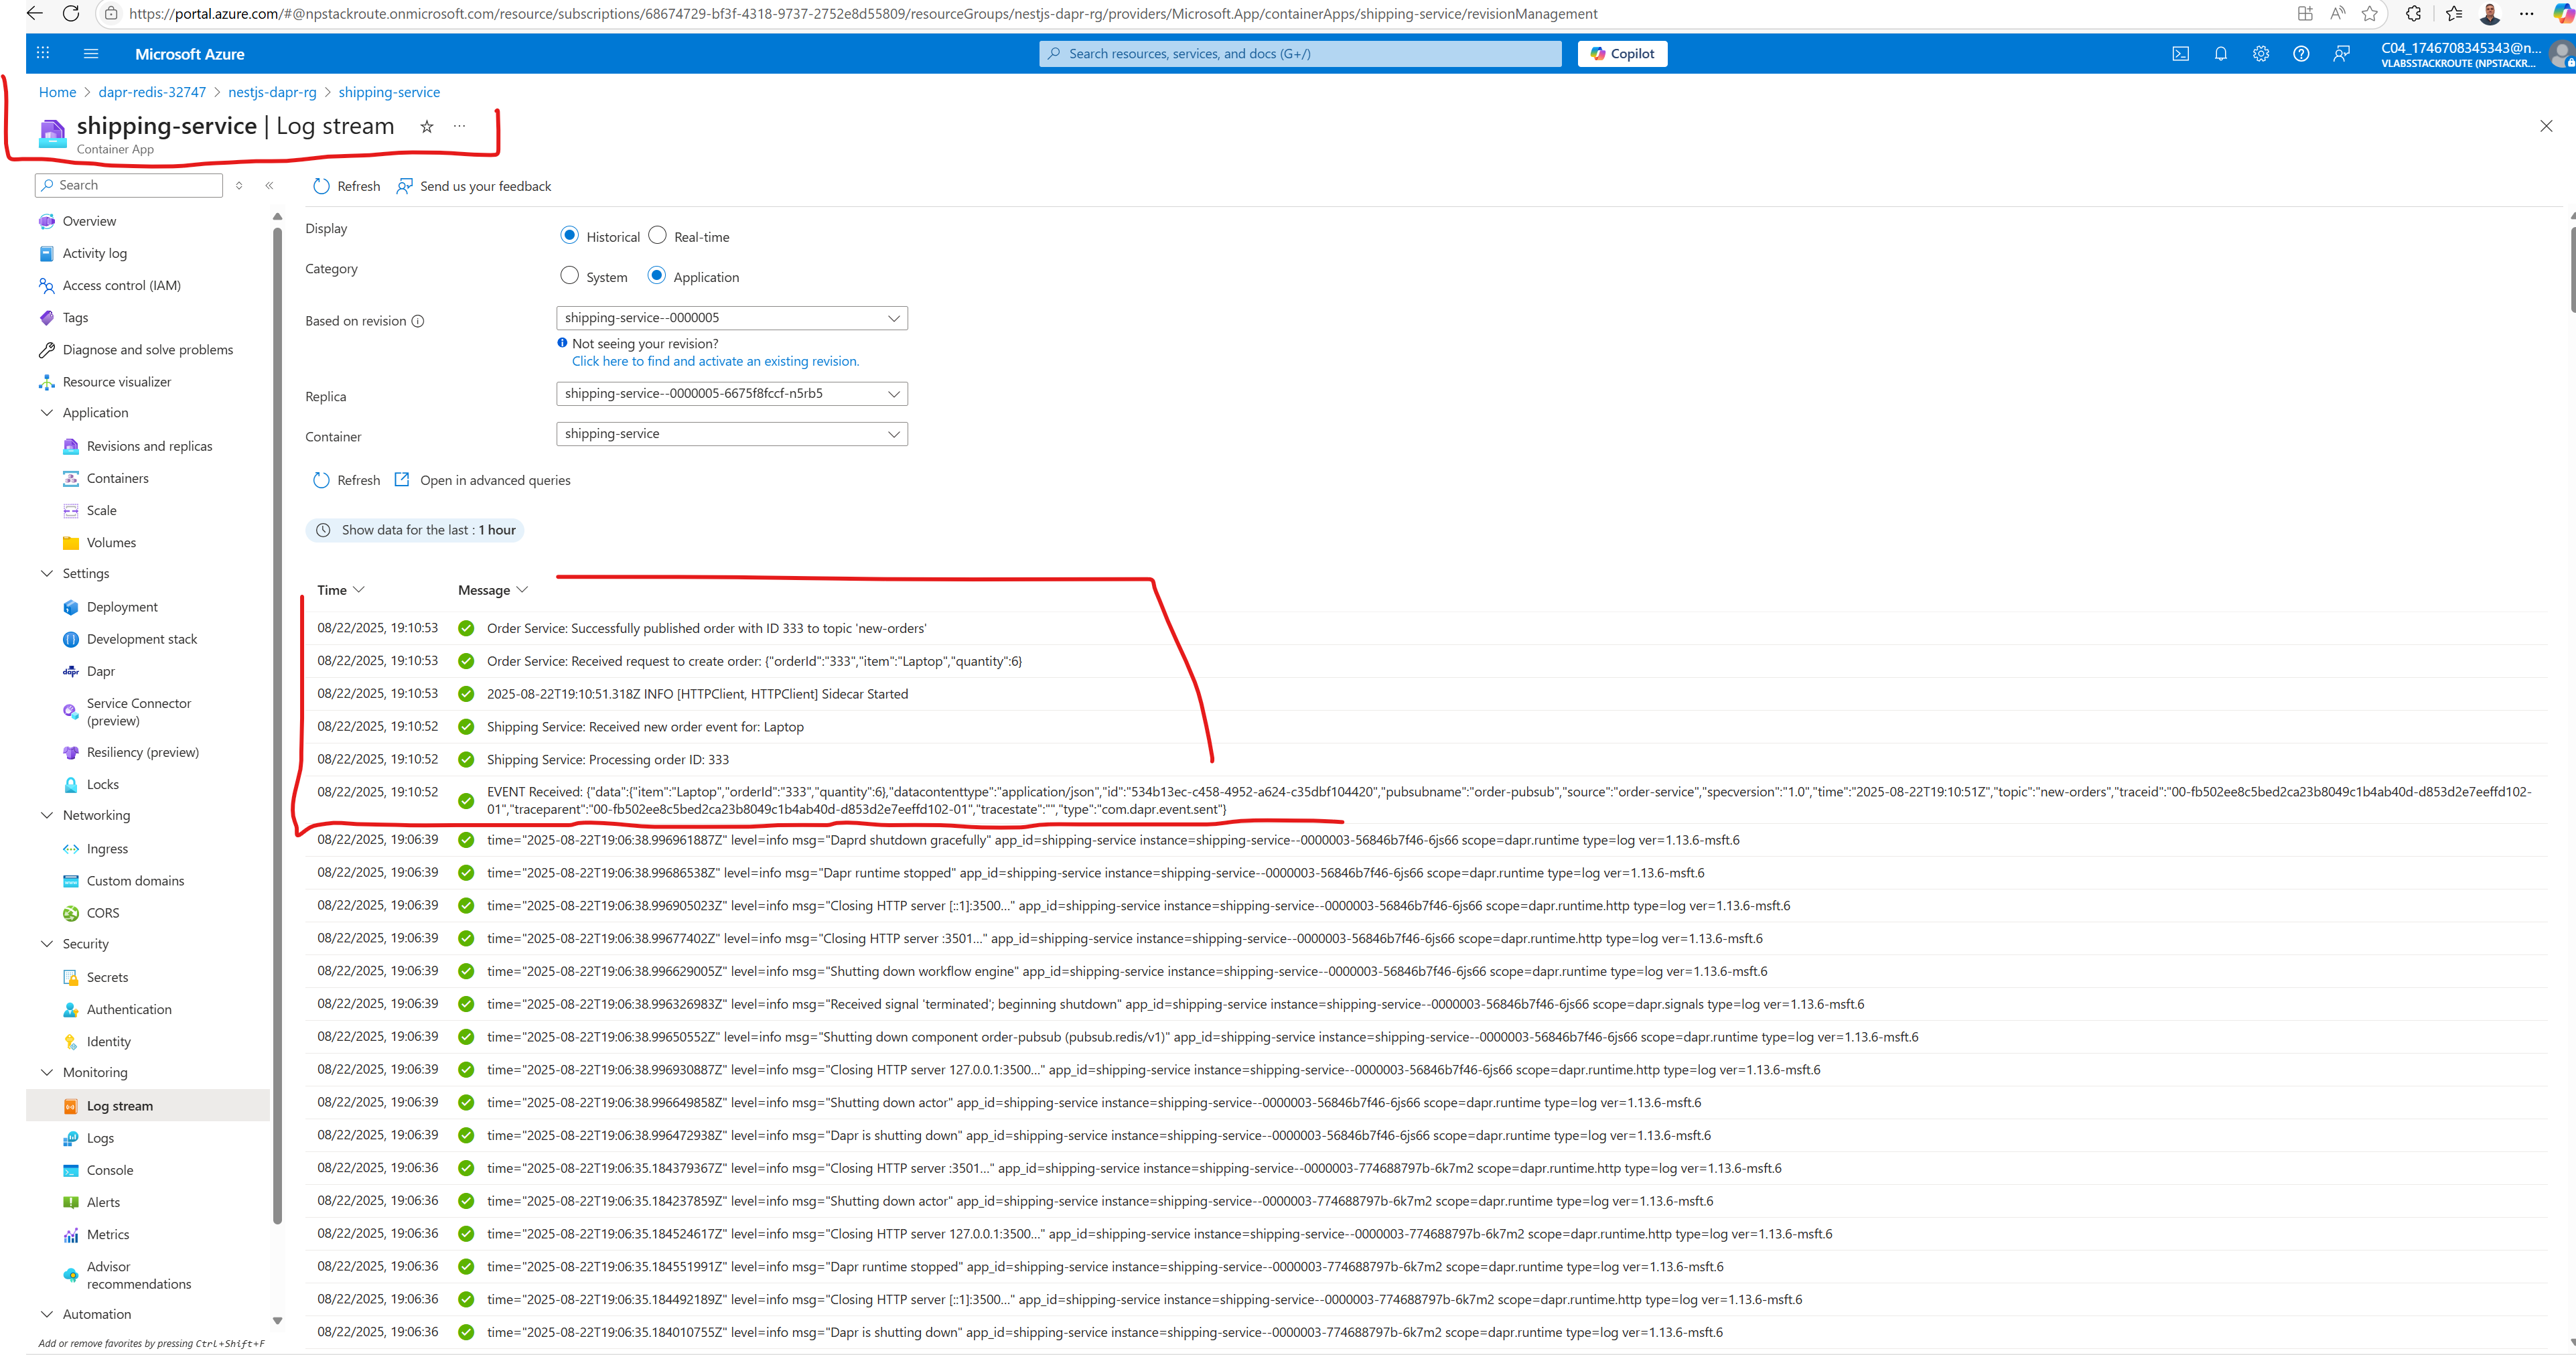 https://portal.azure.com/#@npstackroute.onmicrosoft.com/resource/subscriptions/68674729-bf3f-4318-9737-2752e8d55809/resourceGroups/nestjs-dapr-rg/providers/Microsoft.App/containerApps/shipping-service/revisionManagement
Microsoft Azure
Search resources, services, and docs (G+/)
Copilot
C04_1746708345343@n...
VLABSSTACKROUTE (NPSTACKR...
Home > dapr-redis-32747 > nestjs-dapr-rg > shipping-service
shipping-service | Log stream
Container App
Search
Refresh
Send us your feedback
Overview
Activity log
Access control (IAM)
Tags
Diagnose and solve problems
Resource visualizer
Application
Revisions and replicas
Containers
Scale
Volumes
Settings
Deployment
Development stack
Dapr
Service Connector
(preview)
Resiliency (preview)
Locks
Networking
Ingress
Custom domains
CORS
Security
Secrets
Authentication
Identity
Monitoring
Log stream
Logs
Console
Alerts
Metrics
Advisor
recommendations
Automation
Add or remove favorites by pressing Ctrl+Shift+F
Display
Historical
Real-time
Category
System
Application
Based on revision
shipping-service--0000005
Not seeing your revision?
Click here to find and activate an existing revision.
Replica
shipping-service--0000005-6675f8fccf-n5rb5
Container
shipping-service
Refresh
Open in advanced queries
Show data for the last : 1 hour
Time Message
08/22/2025, 19:10:53 Order Service: Successfully published order with ID 333 to topic 'new-orders'
08/22/2025, 19:10:53 Order Service: Received request to create order: {"orderId":"333","item":"Laptop","quantity":6}
08/22/2025, 19:10:53 2025-08-22T19:10:51.318Z INFO [HTTPClient, HTTPClient] Sidecar Started
08/22/2025, 19:10:52 Shipping Service: Received new order event for: Laptop
08/22/2025, 19:10:52 Shipping Service: Processing order ID: 333
08/22/2025, 19:10:52 EVENT Received: {"data":{"item":"Laptop","orderId":"333","quantity":6},"datacontenttype":"application/json","id":"534b13ec-c458-4952-a624-c35dbf104420","pubsubname":"order-pubsub","source":"order-service","specversion":"1.0","time":"2025-08-22T19:10:51Z","topic":"new-orders","traceid":"00-fb502ee8c5bed2ca23b8049c1b4ab40d-d853d2e7eeffd102-
01","traceparent":"00-fb502ee8c5bed2ca23b8049c1b4ab40d-d853d2e7eeffd102-01","tracestate":"","type":"com.dapr.event.sent"}
08/22/2025, 19:06:39 time="2025-08-22T19:06:38.996961887Z" level=info msg="Daprd shutdown gracefully" app_id=shipping-service instance=shipping-service--0000003-56846b7f46-6js66 scope=dapr.runtime type=log ver=1.13.6-msft.6
08/22/2025, 19:06:39 time="2025-08-22T19:06:38.99686538Z" level=info msg="Dapr runtime stopped" app_id=shipping-service instance=shipping-service--0000003-56846b7f46-6js66 scope=dapr.runtime type=log ver=1.13.6-msft.6
08/22/2025, 19:06:39 time="2025-08-22T19:06:38.996905023Z" level=info msg="Closing HTTP server [::1]:3500..." app_id=shipping-service instance=shipping-service--0000003-56846b7f46-6js66 scope=dapr.runtime.http type=log ver=1.13.6-msft.6
08/22/2025, 19:06:39 time="2025-08-22T19:06:38.99677402Z" level=info msg="Closing HTTP server :3501..." app_id=shipping-service instance=shipping-service--0000003-56846b7f46-6js66 scope=dapr.runtime.http type=log ver=1.13.6-msft.6
08/22/2025, 19:06:39 time="2025-08-22T19:06:38.996629005Z" level=info msg="Shutting down workflow engine" app_id=shipping-service instance=shipping-service--0000003-56846b7f46-6js66 scope=dapr.runtime type=log ver=1.13.6-msft.6
08/22/2025, 19:06:39 time="2025-08-22T19:06:38.996326983Z" level=info msg="Received signal 'terminated'; beginning shutdown" app_id=shipping-service instance=shipping-service--0000003-56846b7f46-6js66 scope=dapr.signals type=log ver=1.13.6-msft.6
08/22/2025, 19:06:39 time="2025-08-22T19:06:38.99650552Z" level=info msg="Shutting down component order-pubsub (pubsub.redis/v1)" app_id=shipping-service instance=shipping-service--0000003-56846b7f46-6js66 scope=dapr.runtime type=log ver=1.13.6-msft.6
08/22/2025, 19:06:39 time="2025-08-22T19:06:38.996930887Z" level=info msg="Closing HTTP server 127.0.0.1:3500..." app_id=shipping-service instance=shipping-service--0000003-56846b7f46-6js66 scope=dapr.runtime.http type=log ver=1.13.6-msft.6
08/22/2025, 19:06:39 time="2025-08-22T19:06:38.996649858Z" level=info msg="Shutting down actor" app_id=shipping-service instance=shipping-service--0000003-56846b7f46-6js66 scope=dapr.runtime type=log ver=1.13.6-msft.6
08/22/2025, 19:06:39 time="2025-08-22T19:06:38.996472938Z" level=info msg="Dapr is shutting down" app_id=shipping-service instance=shipping-service--0000003-56846b7f46-6js66 scope=dapr.runtime type=log ver=1.13.6-msft.6
08/22/2025, 19:06:36 time="2025-08-22T19:06:35.184379367Z" level=info msg="Closing HTTP server :3501..." app_id=shipping-service instance=shipping-service--0000003-774688797b-6k7m2 scope=dapr.runtime.http type=log ver=1.13.6-msft.6
08/22/2025, 19:06:36 time="2025-08-22T19:06:35.184237859Z" level=info msg="Shutting down actor" app_id=shipping-service instance=shipping-service--0000003-774688797b-6k7m2 scope=dapr.runtime type=log ver=1.13.6-msft.6
08/22/2025, 19:06:36 time="2025-08-22T19:06:35.184524617Z" level=info msg="Closing HTTP server 127.0.0.1:3500..." app_id=shipping-service instance=shipping-service--0000003-774688797b-6k7m2 scope=dapr.runtime.http type=log ver=1.13.6-msft.6
08/22/2025, 19:06:36 time="2025-08-22T19:06:35.184551991Z" level=info msg="Dapr runtime stopped" app_id=shipping-service instance=shipping-service--0000003-774688797b-6k7m2 scope=dapr.runtime type=log ver=1.13.6-msft.6
08/22/2025, 19:06:36 time="2025-08-22T19:06:35.184492189Z" level=info msg="Closing HTTP server [::1]:3500..." app_id=shipping-service instance=shipping-service--0000003-774688797b-6k7m2 scope=dapr.runtime.http type=log ver=1.13.6-msft.6
08/22/2025, 19:06:36 time="2025-08-22T19:06:35.184010755Z" level=info msg="Dapr is shutting down" app_id=shipping-service instance=shipping-service--0000003-774688797b-6k7m2 scope=dapr.runtime type=log ver=1.13.6-msft.6